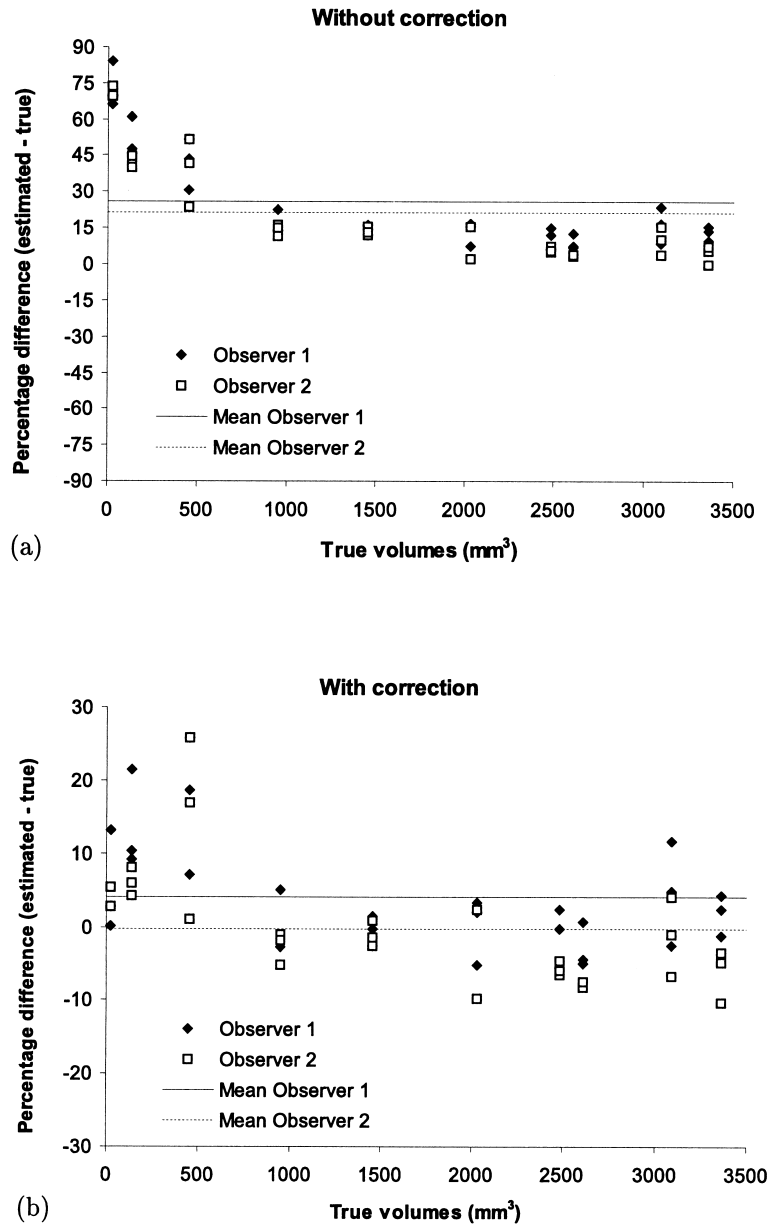 Without correction
90
75
60
45
30
15
0
-15
-30
-45
-60
-75
-90
Percentage difference (estimated - true)
Observer 1
Observer 2
Mean Observer 1
Mean Observer 2
0 500 1000 1500 2000 2500 3000 3500
True volumes (mm³)
(a)
With correction
30
20
10
0
-10
-20
-30
Percentage difference (estimated - true)
Observer 1
Observer 2
Mean Observer 1
Mean Observer 2
0 500 1000 1500 2000 2500 3000 3500
True volumes (mm³)
(b)